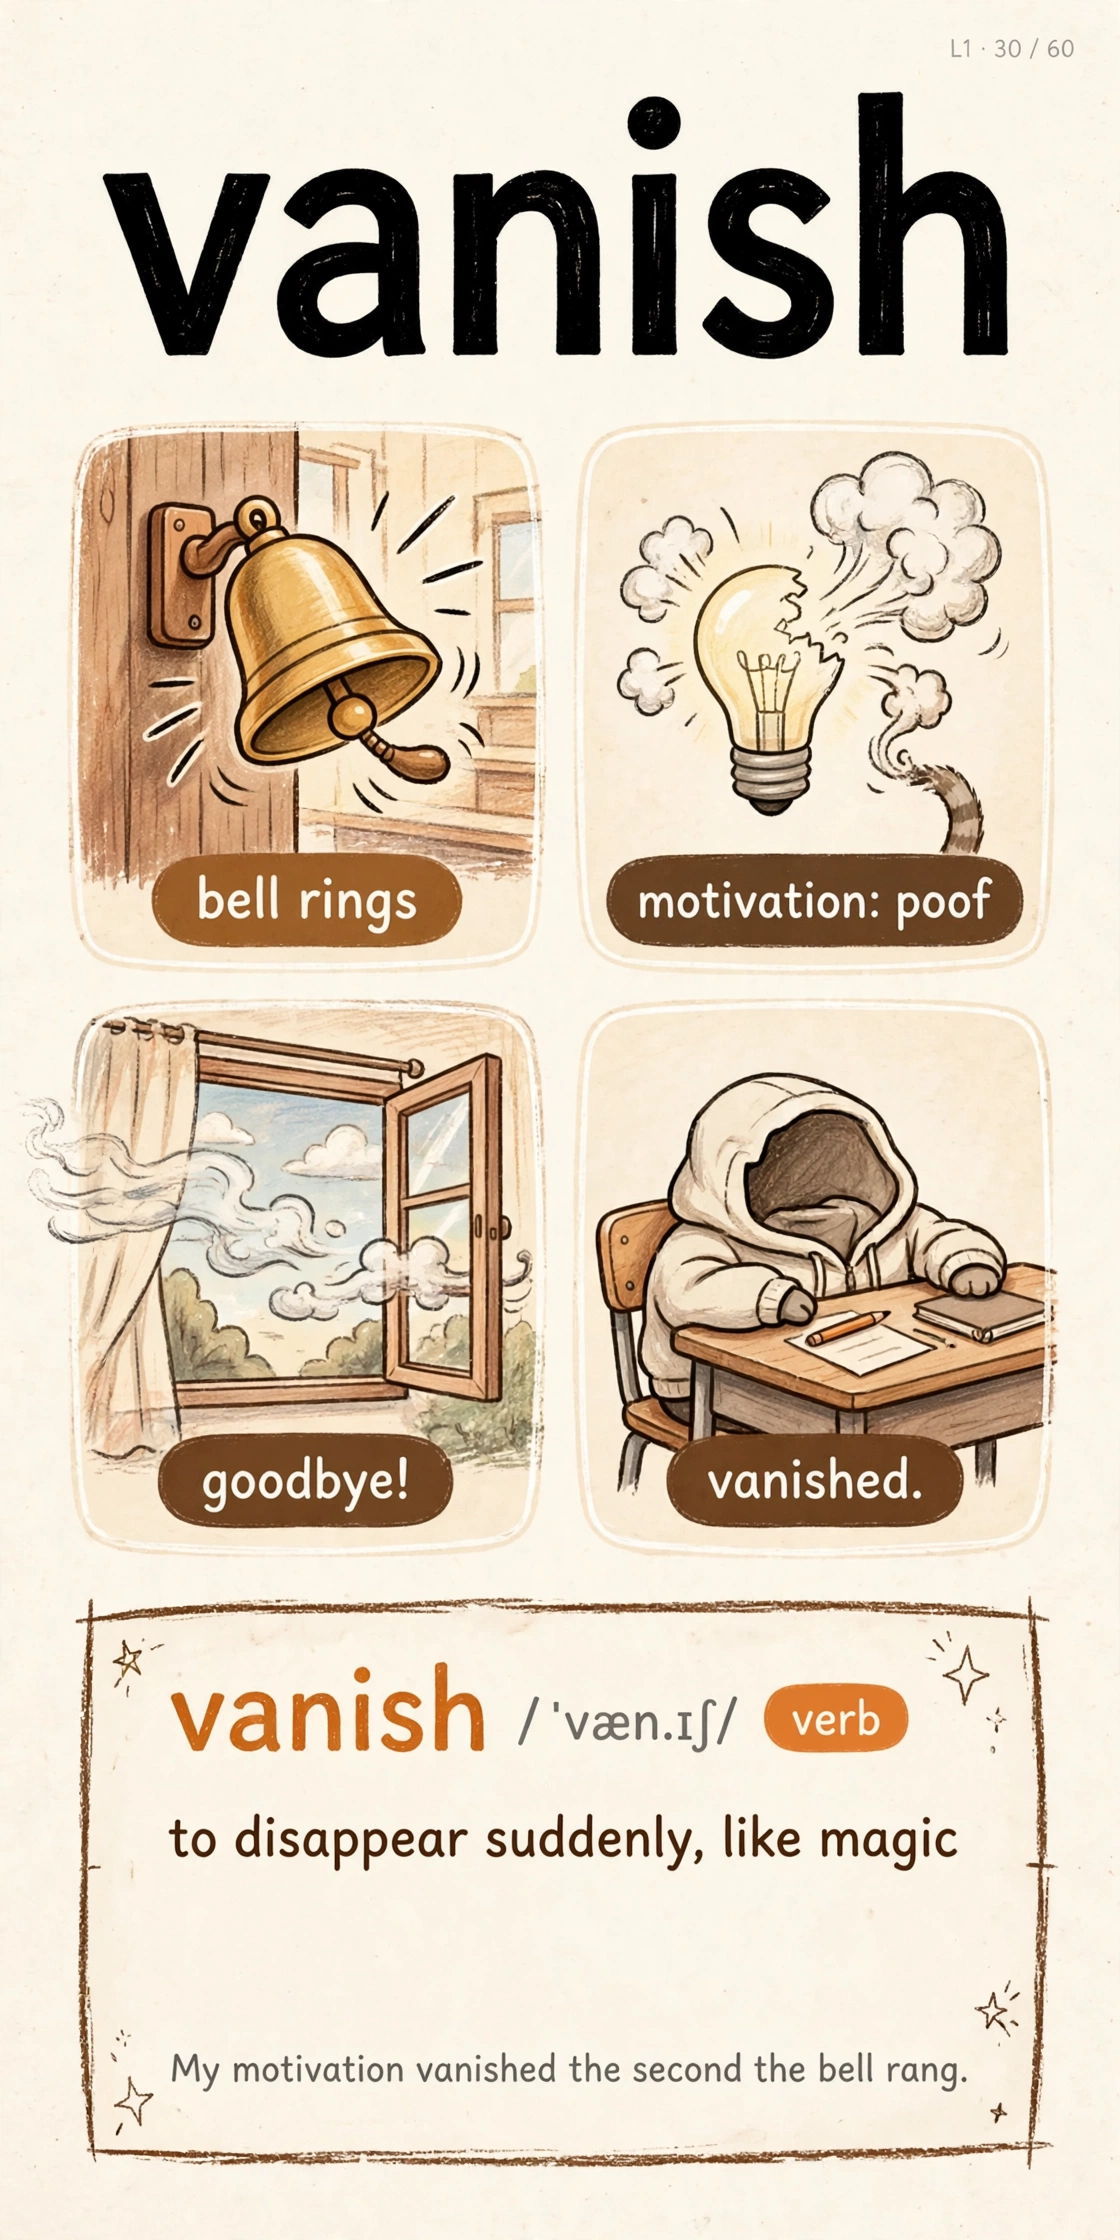 L1 · 30 / 60
vanish
bell rings
motivation: poof
goodbye!
vanished.
vanish /ˈvæn.ɪʃ/ verb
to disappear suddenly, like magic
My motivation vanished the second the bell rang.